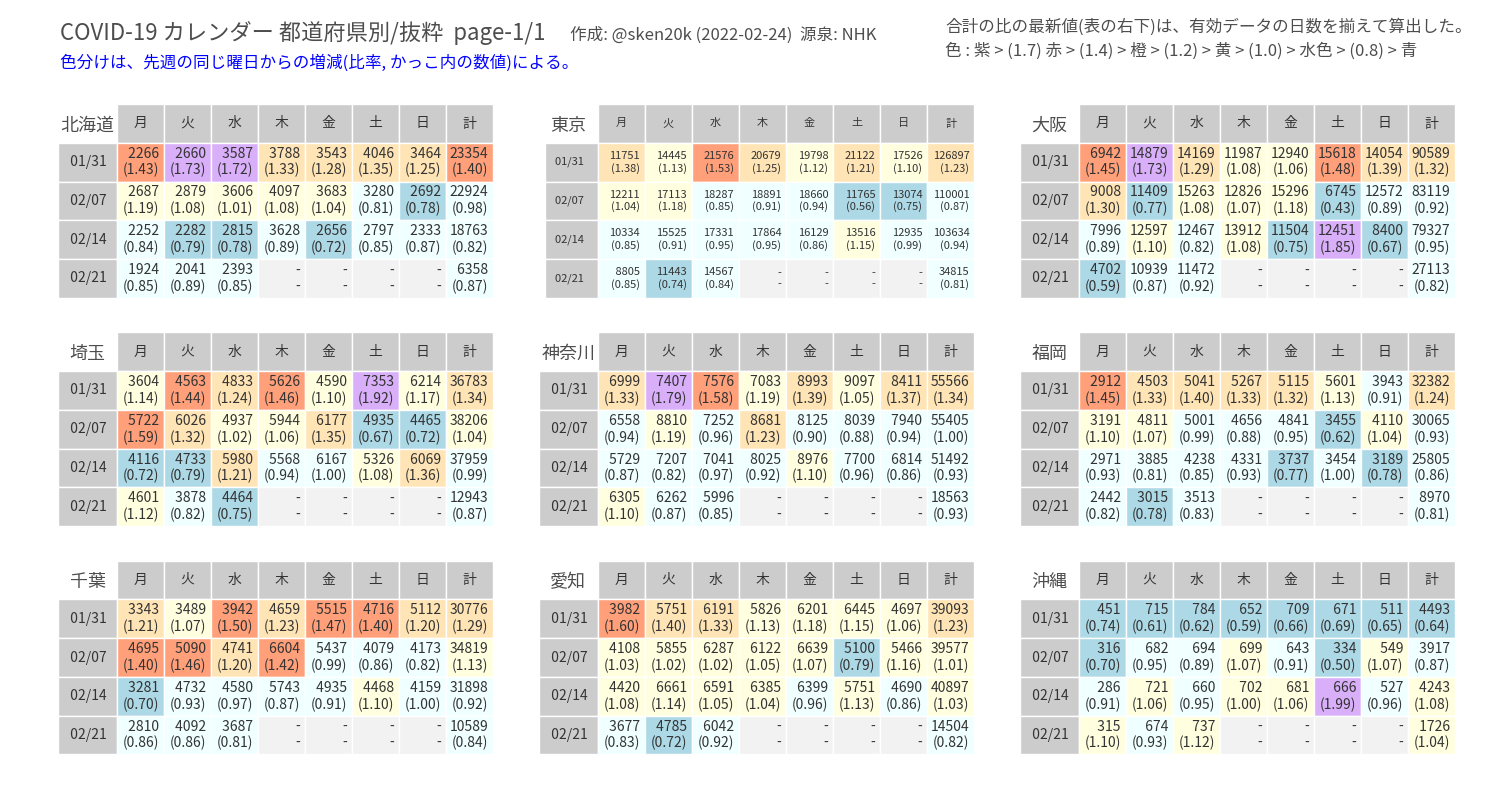 COVID-19 カレンダー 都道府県別/抜粋 page-1/1 作成: @sken20k (2022-02-24) 源泉: NHK
合計の比の最新値(表の右下)は、有効データの日数を揃えて算出した。
色分けは、先週の同じ曜日からの増減(比率, かっこ内の数値)による。
色 : 紫 > (1.7) 赤 > (1.4) 橙 > (1.2) 黄 > (1.0) > 水色 > (0.8) > 青
北海道 月 火 水 木 金 土 日 計
01/31 2266 2660 3587 3788 3543 4046 3464 23354
(1.43) (1.73) (1.72) (1.33) (1.28) (1.35) (1.25) (1.40)
02/07 2687 2879 3606 4097 3683 3280 2692 22924
(1.19) (1.08) (1.01) (1.08) (1.04) (0.81) (0.78) (0.98)
02/14 2252 2282 2815 3628 2656 2797 2333 18763
(0.84) (0.79) (0.78) (0.89) (0.72) (0.85) (0.87) (0.82)
02/21 1924 2041 2393 - - - - 6358
(0.85) (0.89) (0.85) - - - - (0.87)
東京 月 火 水 木 金 土 日 計
01/31 11751 14445 21576 20679 19798 21122 17526 126897
(1.38) (1.13) (1.53) (1.25) (1.12) (1.21) (1.10) (1.23)
02/07 12211 17113 18287 18891 18660 11765 13074 110001
(1.04) (1.18) (0.85) (0.91) (0.94) (0.56) (0.75) (0.87)
02/14 10334 15525 17331 17864 16129 13516 12935 103634
(0.85) (0.91) (0.95) (0.95) (0.86) (1.15) (0.99) (0.94)
02/21 8805 11443 14567 - - - - 34815
(0.85) (0.74) (0.84) - - - - (0.81)
大阪 月 火 水 木 金 土 日 計
01/31 6942 14879 14169 11987 12940 15618 14054 90589
(1.45) (1.73) (1.29) (1.08) (1.06) (1.48) (1.39) (1.32)
02/07 9008 11409 15263 12826 15296 6745 12572 83119
(1.30) (0.77) (1.08) (1.07) (1.18) (0.43) (0.89) (0.92)
02/14 7996 12597 12467 13912 11504 12451 8400 79327
(0.89) (1.10) (0.82) (1.08) (0.75) (1.85) (0.67) (0.95)
02/21 4702 10939 11472 - - - - 27113
(0.59) (0.87) (0.92) - - - - (0.82)
埼玉 月 火 水 木 金 土 日 計
01/31 3604 4563 4833 5626 4590 7353 6214 36783
(1.14) (1.44) (1.24) (1.46) (1.10) (1.92) (1.17) (1.34)
02/07 5722 6026 4937 5944 6177 4935 4465 38206
(1.59) (1.32) (1.02) (1.06) (1.35) (0.67) (0.72) (1.04)
02/14 4116 4733 5980 5568 6167 5326 6069 37959
(0.72) (0.79) (1.21) (0.94) (1.00) (1.08) (1.36) (0.99)
02/21 4601 3878 4464 - - - - 12943
(1.12) (0.82) (0.75) - - - - (0.87)
神奈川 月 火 水 木 金 土 日 計
01/31 6999 7407 7576 7083 8993 9097 8411 55566
(1.33) (1.79) (1.58) (1.19) (1.39) (1.05) (1.37) (1.34)
02/07 6558 8810 7252 8681 8125 8039 7940 55405
(0.94) (1.19) (0.96) (1.23) (0.90) (0.88) (0.94) (1.00)
02/14 5729 7207 7041 8025 8976 7700 6814 51492
(0.87) (0.82) (0.97) (0.92) (1.10) (0.96) (0.86) (0.93)
02/21 6305 6262 5996 - - - - 18563
(1.10) (0.87) (0.85) - - - - (0.93)
福岡 月 火 水 木 金 土 日 計
01/31 2912 4503 5041 5267 5115 5601 3943 32382
(1.45) (1.33) (1.40) (1.33) (1.32) (1.13) (0.91) (1.24)
02/07 3191 4811 5001 4656 4841 3455 4110 30065
(1.10) (1.07) (0.99) (0.88) (0.95) (0.62) (1.04) (0.93)
02/14 2971 3885 4238 4331 3737 3454 3189 25805
(0.93) (0.81) (0.85) (0.93) (0.77) (1.00) (0.78) (0.86)
02/21 2442 3015 3513 - - - - 8970
(0.82) (0.78) (0.83) - - - - (0.81)
千葉 月 火 水 木 金 土 日 計
01/31 3343 3489 3942 4659 5515 4716 5112 30776
(1.21) (1.07) (1.50) (1.23) (1.47) (1.40) (1.20) (1.29)
02/07 4695 5090 4741 6604 5437 4079 4173 34819
(1.40) (1.46) (1.20) (1.42) (0.99) (0.86) (0.82) (1.13)
02/14 3281 4732 4580 5743 4935 4468 4159 31898
(0.70) (0.93) (0.97) (0.87) (0.91) (1.10) (1.00) (0.92)
02/21 2810 4092 3687 - - - - 10589
(0.86) (0.86) (0.81) - - - - (0.84)
愛知 月 火 水 木 金 土 日 計
01/31 3982 5751 6191 5826 6201 6445 4697 39093
(1.60) (1.40) (1.33) (1.13) (1.18) (1.15) (1.06) (1.23)
02/07 4108 5855 6287 6122 6639 5100 5466 39577
(1.03) (1.02) (1.02) (1.05) (1.07) (0.79) (1.16) (1.01)
02/14 4420 6661 6591 6385 6399 5751 4690 40897
(1.08) (1.14) (1.05) (1.04) (0.96) (1.13) (0.86) (1.03)
02/21 3677 4785 6042 - - - - 14504
(0.83) (0.72) (0.92) - - - - (0.82)
沖縄 月 火 水 木 金 土 日 計
01/31 451 715 784 652 709 671 511 4493
(0.74) (0.61) (0.62) (0.59) (0.66) (0.69) (0.65) (0.64)
02/07 316 682 694 699 643 334 549 3917
(0.70) (0.95) (0.89) (1.07) (0.91) (0.50) (1.07) (0.87)
02/14 286 721 660 702 681 666 527 4243
(0.91) (1.06) (0.95) (1.00) (1.06) (1.99) (0.96) (1.08)
02/21 315 674 737 - - - - 1726
(1.10) (0.93) (1.12) - - - - (1.04)